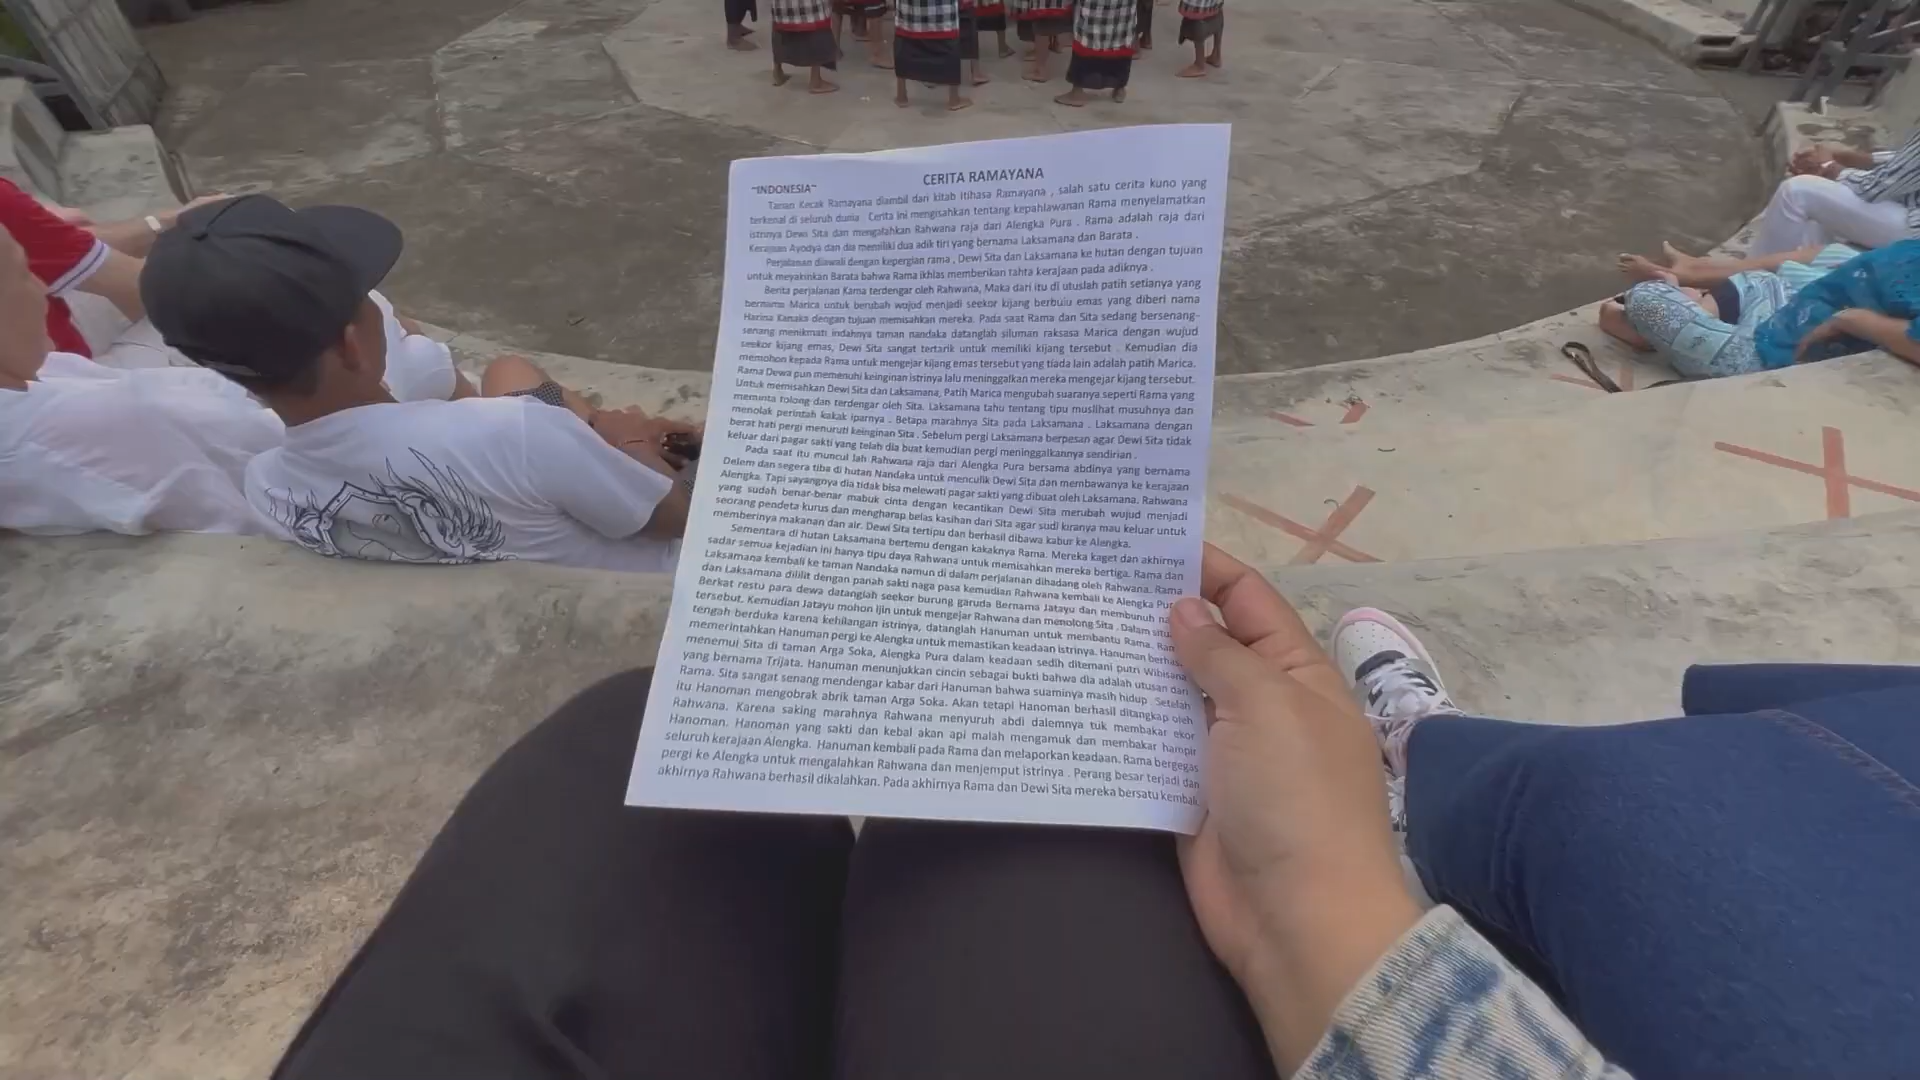 CERITA RAMAYANA
~INDONESIA~
Tarian Kecak Ramayana diambil dari kitab itihasa Ramayana , salah satu cerita kuno yang
terkenal di seluruh dunia . Cerita ini mengisahkan tentang kepahlawanan Rama menyelamatkan
istrinya Dewi Sita dan mengalahkan Rahwana raja dari Alengka Pura . Rama adalah raja dari
Kerajaan Ayodya dan dia memiliki dua adik tiri yang bernama Laksamana dan Barata .
Perjalanan diawali dengan kepergian rama , Dewi Sita dan Laksamana ke hutan dengan tujuan
untuk meyakinkan Barata bahwa Rama ikhlas memberikan tahta kerajaan pada adiknya .
Berita perjalanan Rama terdengar oleh Rahwana, Maka dari itu di utuslah patih setianya yang
bernama Marica untuk berubah wujud menjadi seekor kijang berbulu emas yang diberi nama
Harina Kanaka dengan tujuan memisahkan mereka. Pada saat Rama dan Sita sedang bersenang-
senang menikmati indahnya taman nandaka datanglah siluman raksasa Marica dengan wujud
seekor kijang emas, Dewi Sita sangat tertarik untuk memiliki kijang tersebut . Kemudian dia
memohon kepada Rama untuk mengejar kijang emas tersebut yang tiada lain adalah patih Marica.
Rama Dewa pun memenuhi keinginan istrinya lalu meninggalkan mereka mengejar kijang tersebut.
Untuk memisahkan Dewi Sita dan Laksamana, Patih Marica mengubah suaranya seperti Rama yang
meminta tolong dan terdengar oleh Sita. Laksamana tahu tentang tipu muslihat musuhnya dan
menolak perintah kakak iparnya . Betapa marahnya Sita pada Laksamana . Laksamana dengan
berat hati pergi menuruti keinginan Sita . Sebelum pergi Laksamana berpesan agar Dewi Sita tidak
keluar dari pagar sakti yang telah dia buat kemudian pergi meninggalkannya sendirian .
Pada saat itu muncul lah Rahwana raja dari Alengka Pura bersama abdinya yang bernama
Delem dan segera tiba di hutan Nandaka untuk menculik Dewi Sita dan membawanya ke kerajaan
Alengka. Tapi sayangnya dia tidak bisa melewati pagar sakti yang dibuat oleh Laksamana. Rahwana
yang sudah benar-benar mabuk cinta dengan kecantikan Dewi Sita merubah wujud menjadi
seorang pendeta kurus dan mengharap belas kasihan dari Sita agar sudi kiranya mau keluar untuk
memberinya makanan dan air. Dewi Sita tertipu dan berhasil dibawa kabur ke Alengka.
Sementara di hutan Laksamana bertemu dengan kakaknya Rama. Mereka kaget dan akhirnya
sadar semua kejadian ini hanya tipu daya Rahwana untuk memisahkan mereka bertiga. Rama dan
Laksamana kembali ke taman Nandaka namun di dalam perjalanan dihadang oleh Rahwana. Rama
dan Laksamana dililit dengan panah sakti naga pasa kemudian Rahwana kembali ke Alengka Pu
Berkat restu para dewa datanglah seekor burung garuda Bernama Jatayu dan membunuh na
tersebut. Kemudian Jatayu mohon ijin untuk mengejar Rahwana dan menolong Sita . Dalam situ
tengah berduka karena kehilangan istrinya, datanglah Hanuman untuk membantu Rama. Ram
memerintahkan Hanuman pergi ke Alengka untuk memastikan keadaan istrinya. Hanuman berhas
menemui Sita di taman Arga Soka, Alengka Pura dalam keadaan sedih ditemani putri Wibisana
yang bernama Trijata. Hanuman menunjukkan cincin sebagai bukti bahwa dia adalah utusan dari
Rama. Sita sangat senang mendengar kabar dari Hanuman bahwa suaminya masih hidup . Setelah
itu Hanoman mengobrak abrik taman Arga Soka. Akan tetapi Hanoman berhasil ditangkap oleh
Rahwana. Karena saking marahnya Rahwana menyuruh abdi dalemnya tuk membakar ekor
Hanoman. Hanoman yang sakti dan kebal akan api malah mengamuk dan membakar hampir
seluruh kerajaan Alengka. Hanuman kembali pada Rama dan melaporkan keadaan. Rama bergegas
pergi ke Alengka untuk mengalahkan Rahwana dan menjemput istrinya . Perang besar terjadi dan
akhirnya Rahwana berhasil dikalahkan. Pada akhirnya Rama dan Dewi Sita mereka bersatu kembali.